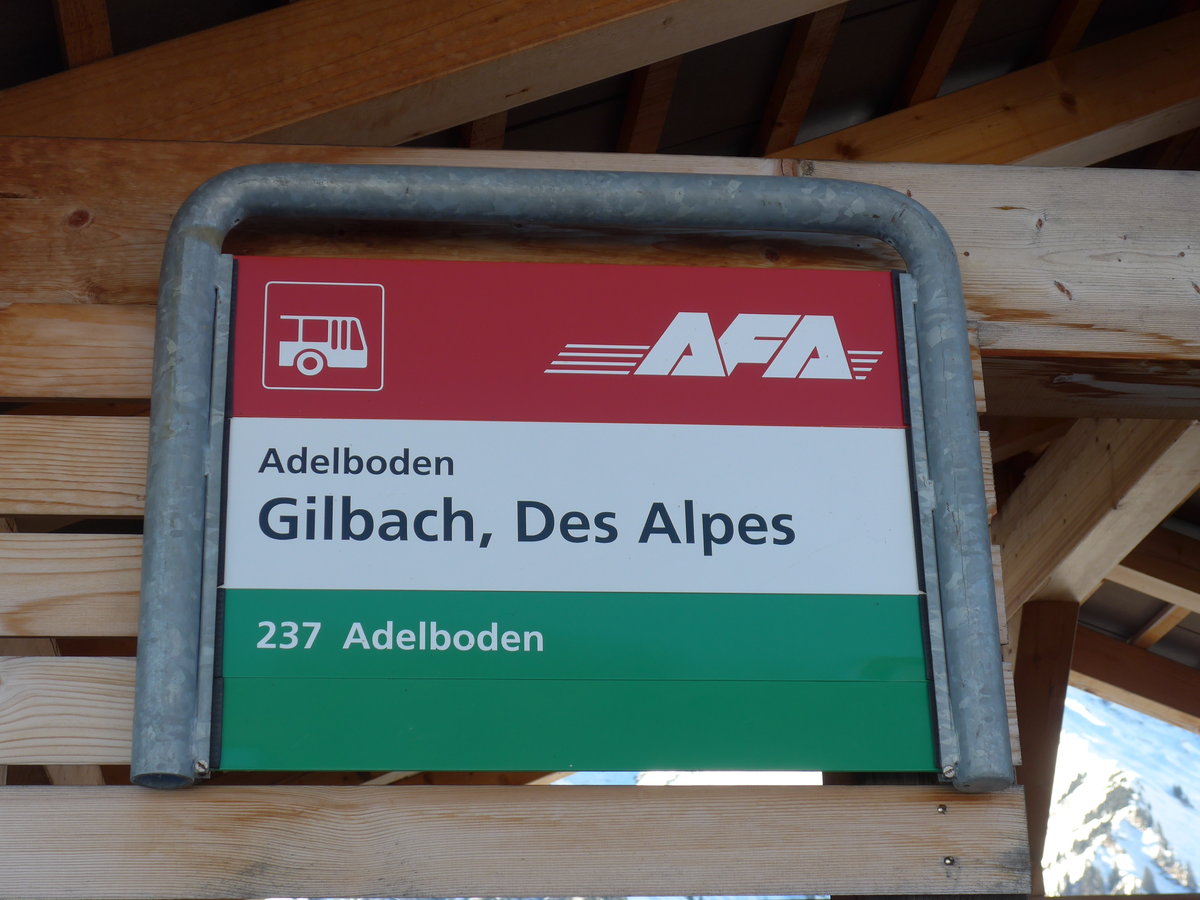 AFA
Adelboden
Gilbach, Des Alpes
237 Adelboden